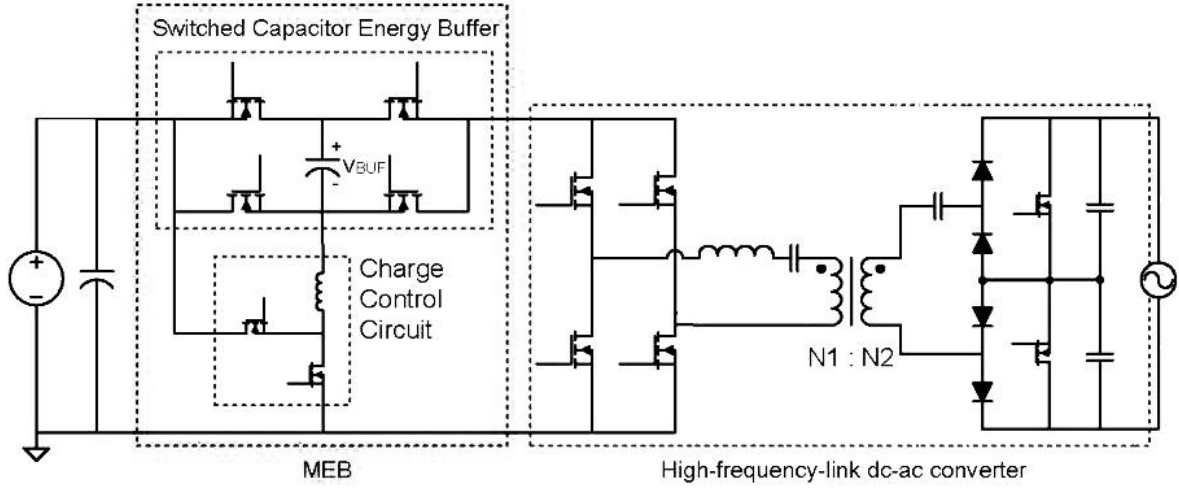 Switched Capacitor Energy Buffer
+
VBUF
-
Charge
Control
Circuit
+
−
N1 : N2
MEB
High-frequency-link dc-ac converter